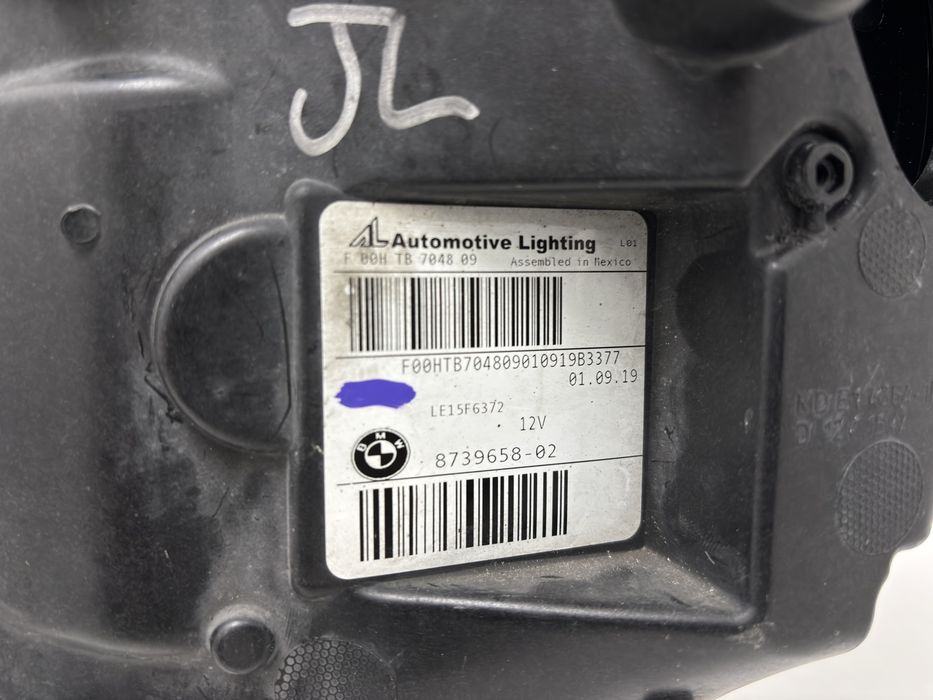 JL
AL Automotive Lighting L01
F 00H TB 7048 09 Assembled in Mexico
F00HTB704809010919B3377
01.09.19
LE15F6372
12V
BMW
8739658-02